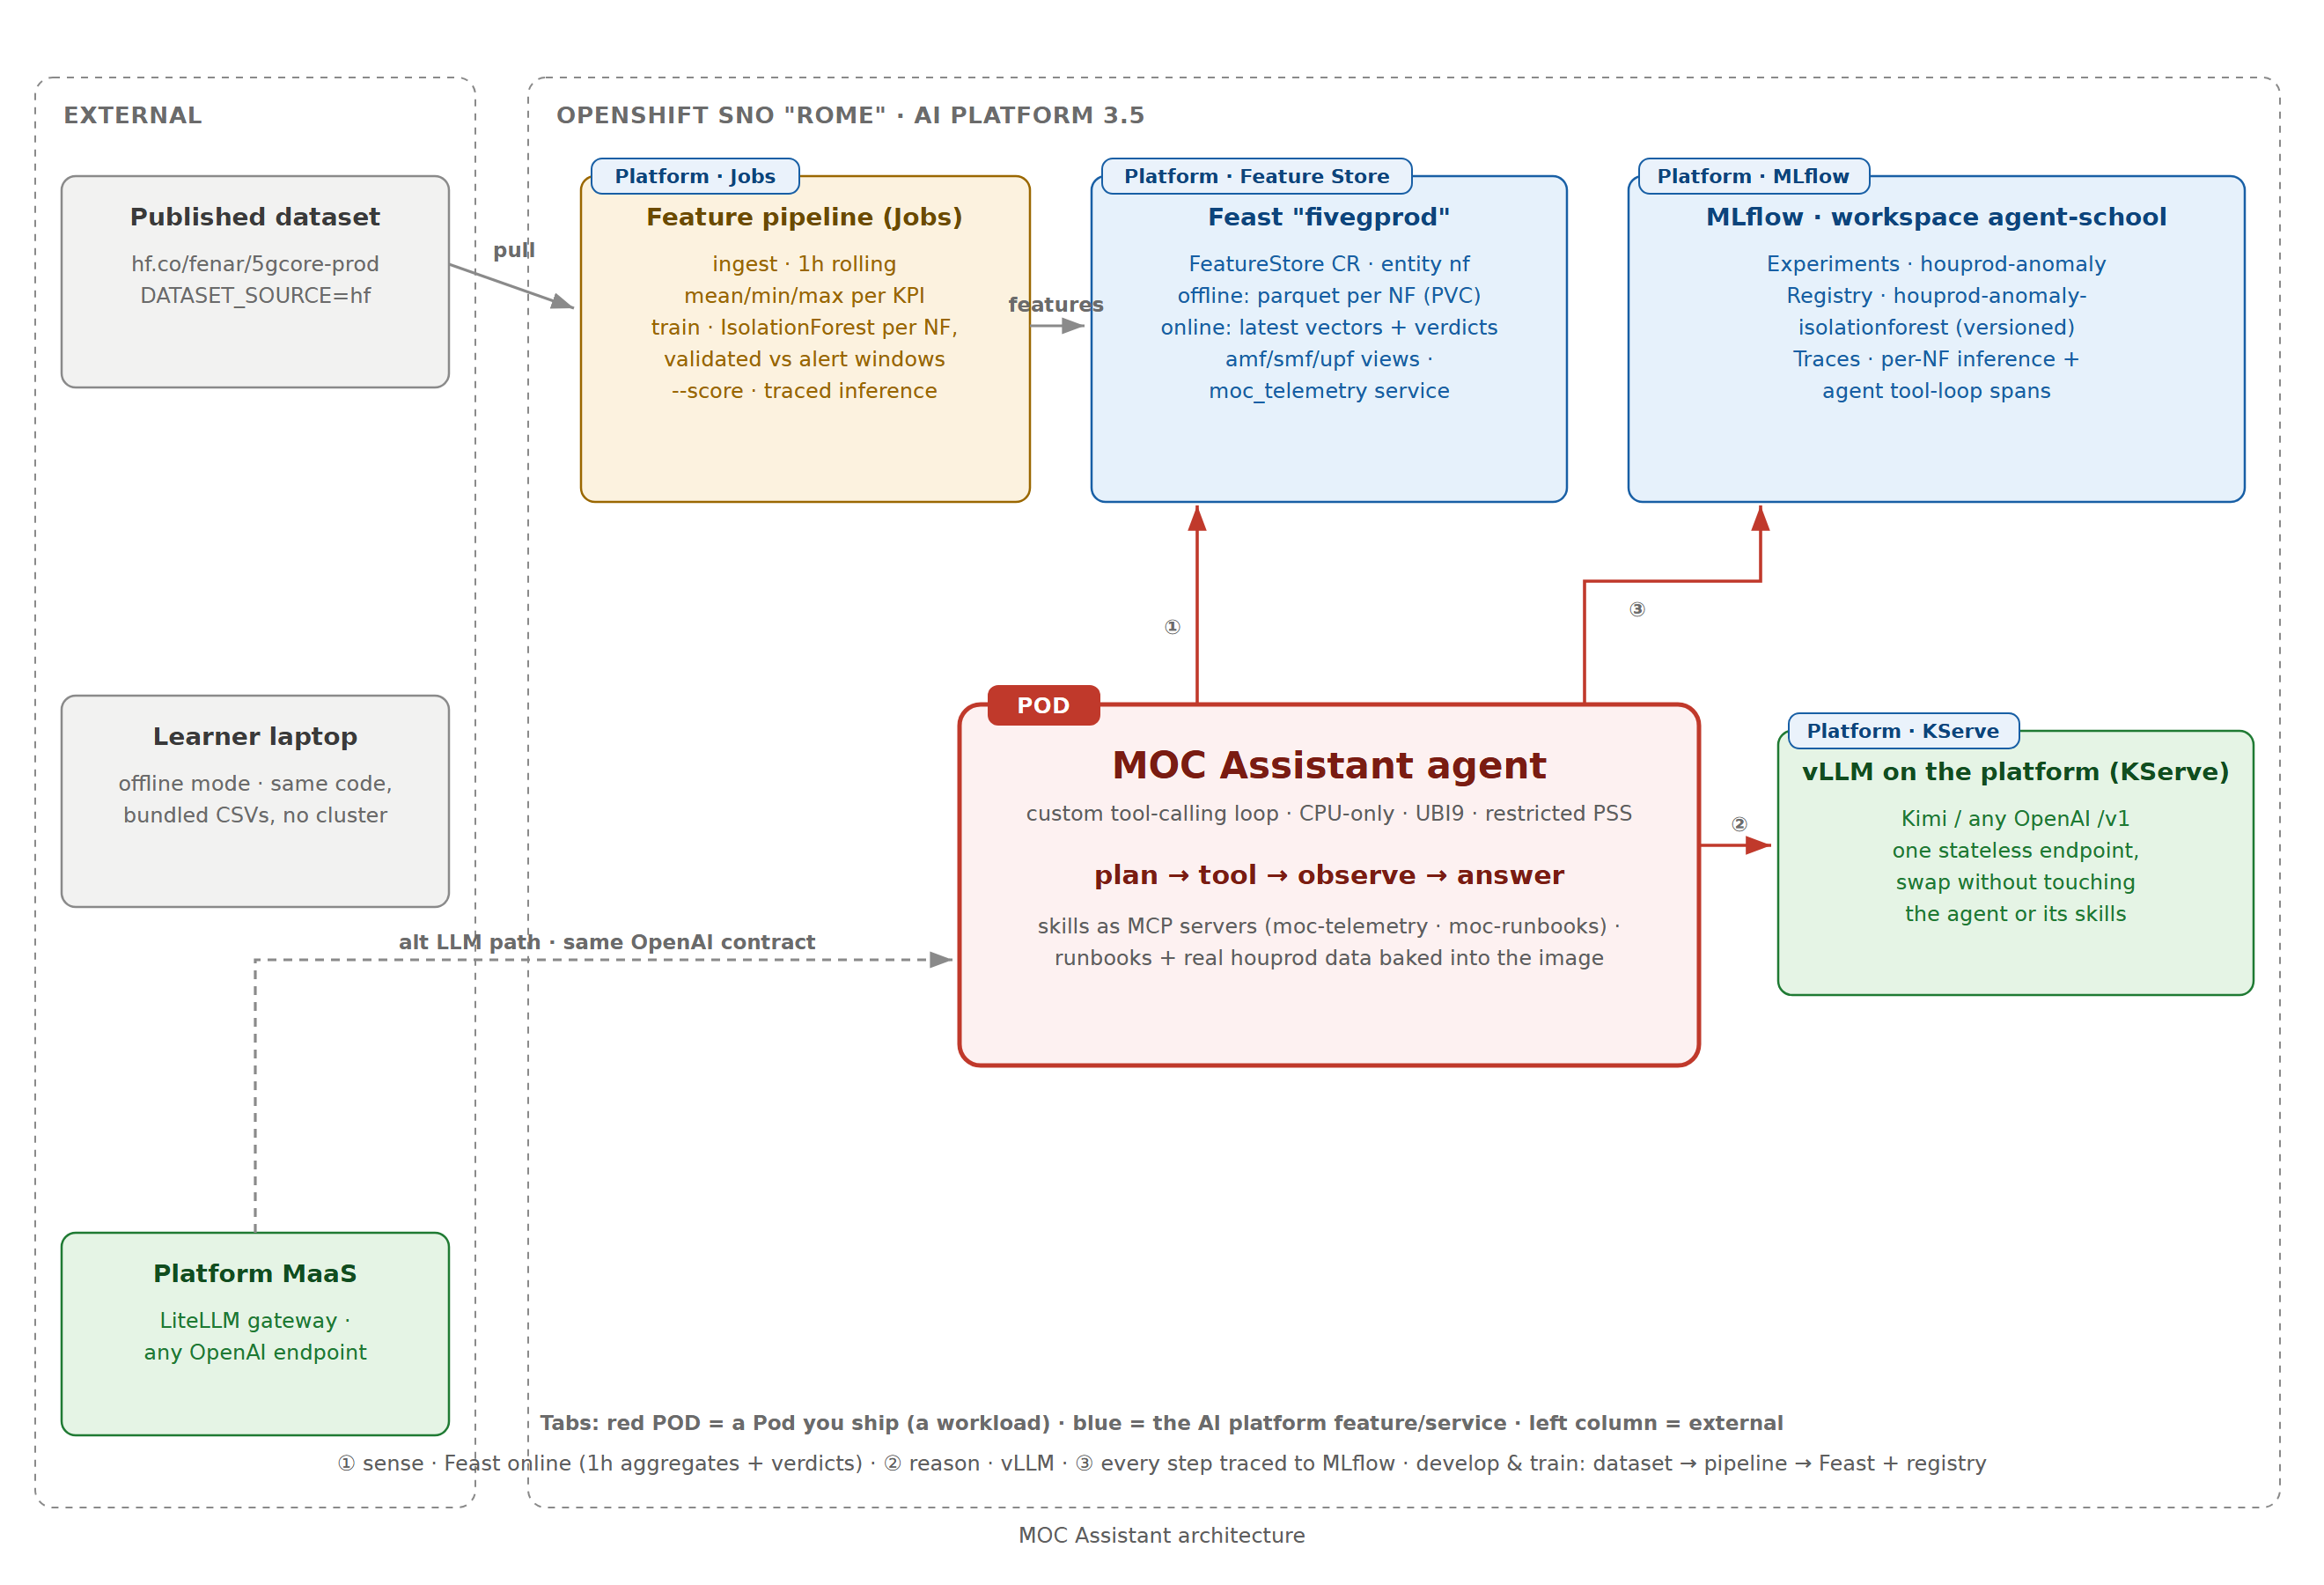 EXTERNAL
OPENSHIFT SNO "ROME" · AI PLATFORM 3.5
Published dataset
hf.co/fenar/5gcore-prod
DATASET_SOURCE=hf
pull
Platform · Jobs
Feature pipeline (Jobs)
ingest · 1h rolling
mean/min/max per KPI
train · IsolationForest per NF,
validated vs alert windows
--score · traced inference
features
Platform · Feature Store
Feast "fivegprod"
FeatureStore CR · entity nf
offline: parquet per NF (PVC)
online: latest vectors + verdicts
amf/smf/upf views ·
moc_telemetry service
Platform · MLflow
MLflow · workspace agent-school
Experiments · houprod-anomaly
Registry · houprod-anomaly-
isolationforest (versioned)
Traces · per-NF inference +
agent tool-loop spans
①
③
Learner laptop
offline mode · same code,
bundled CSVs, no cluster
POD
MOC Assistant agent
custom tool-calling loop · CPU-only · UBI9 · restricted PSS
plan → tool → observe → answer
skills as MCP servers (moc-telemetry · moc-runbooks) ·
runbooks + real houprod data baked into the image
②
Platform · KServe
vLLM on the platform (KServe)
Kimi / any OpenAI /v1
one stateless endpoint,
swap without touching
the agent or its skills
alt LLM path · same OpenAI contract
Platform MaaS
LiteLLM gateway ·
any OpenAI endpoint
Tabs: red POD = a Pod you ship (a workload) · blue = the AI platform feature/service · left column = external
① sense · Feast online (1h aggregates + verdicts) · ② reason · vLLM · ③ every step traced to MLflow · develop & train: dataset → pipeline → Feast + registry
MOC Assistant architecture